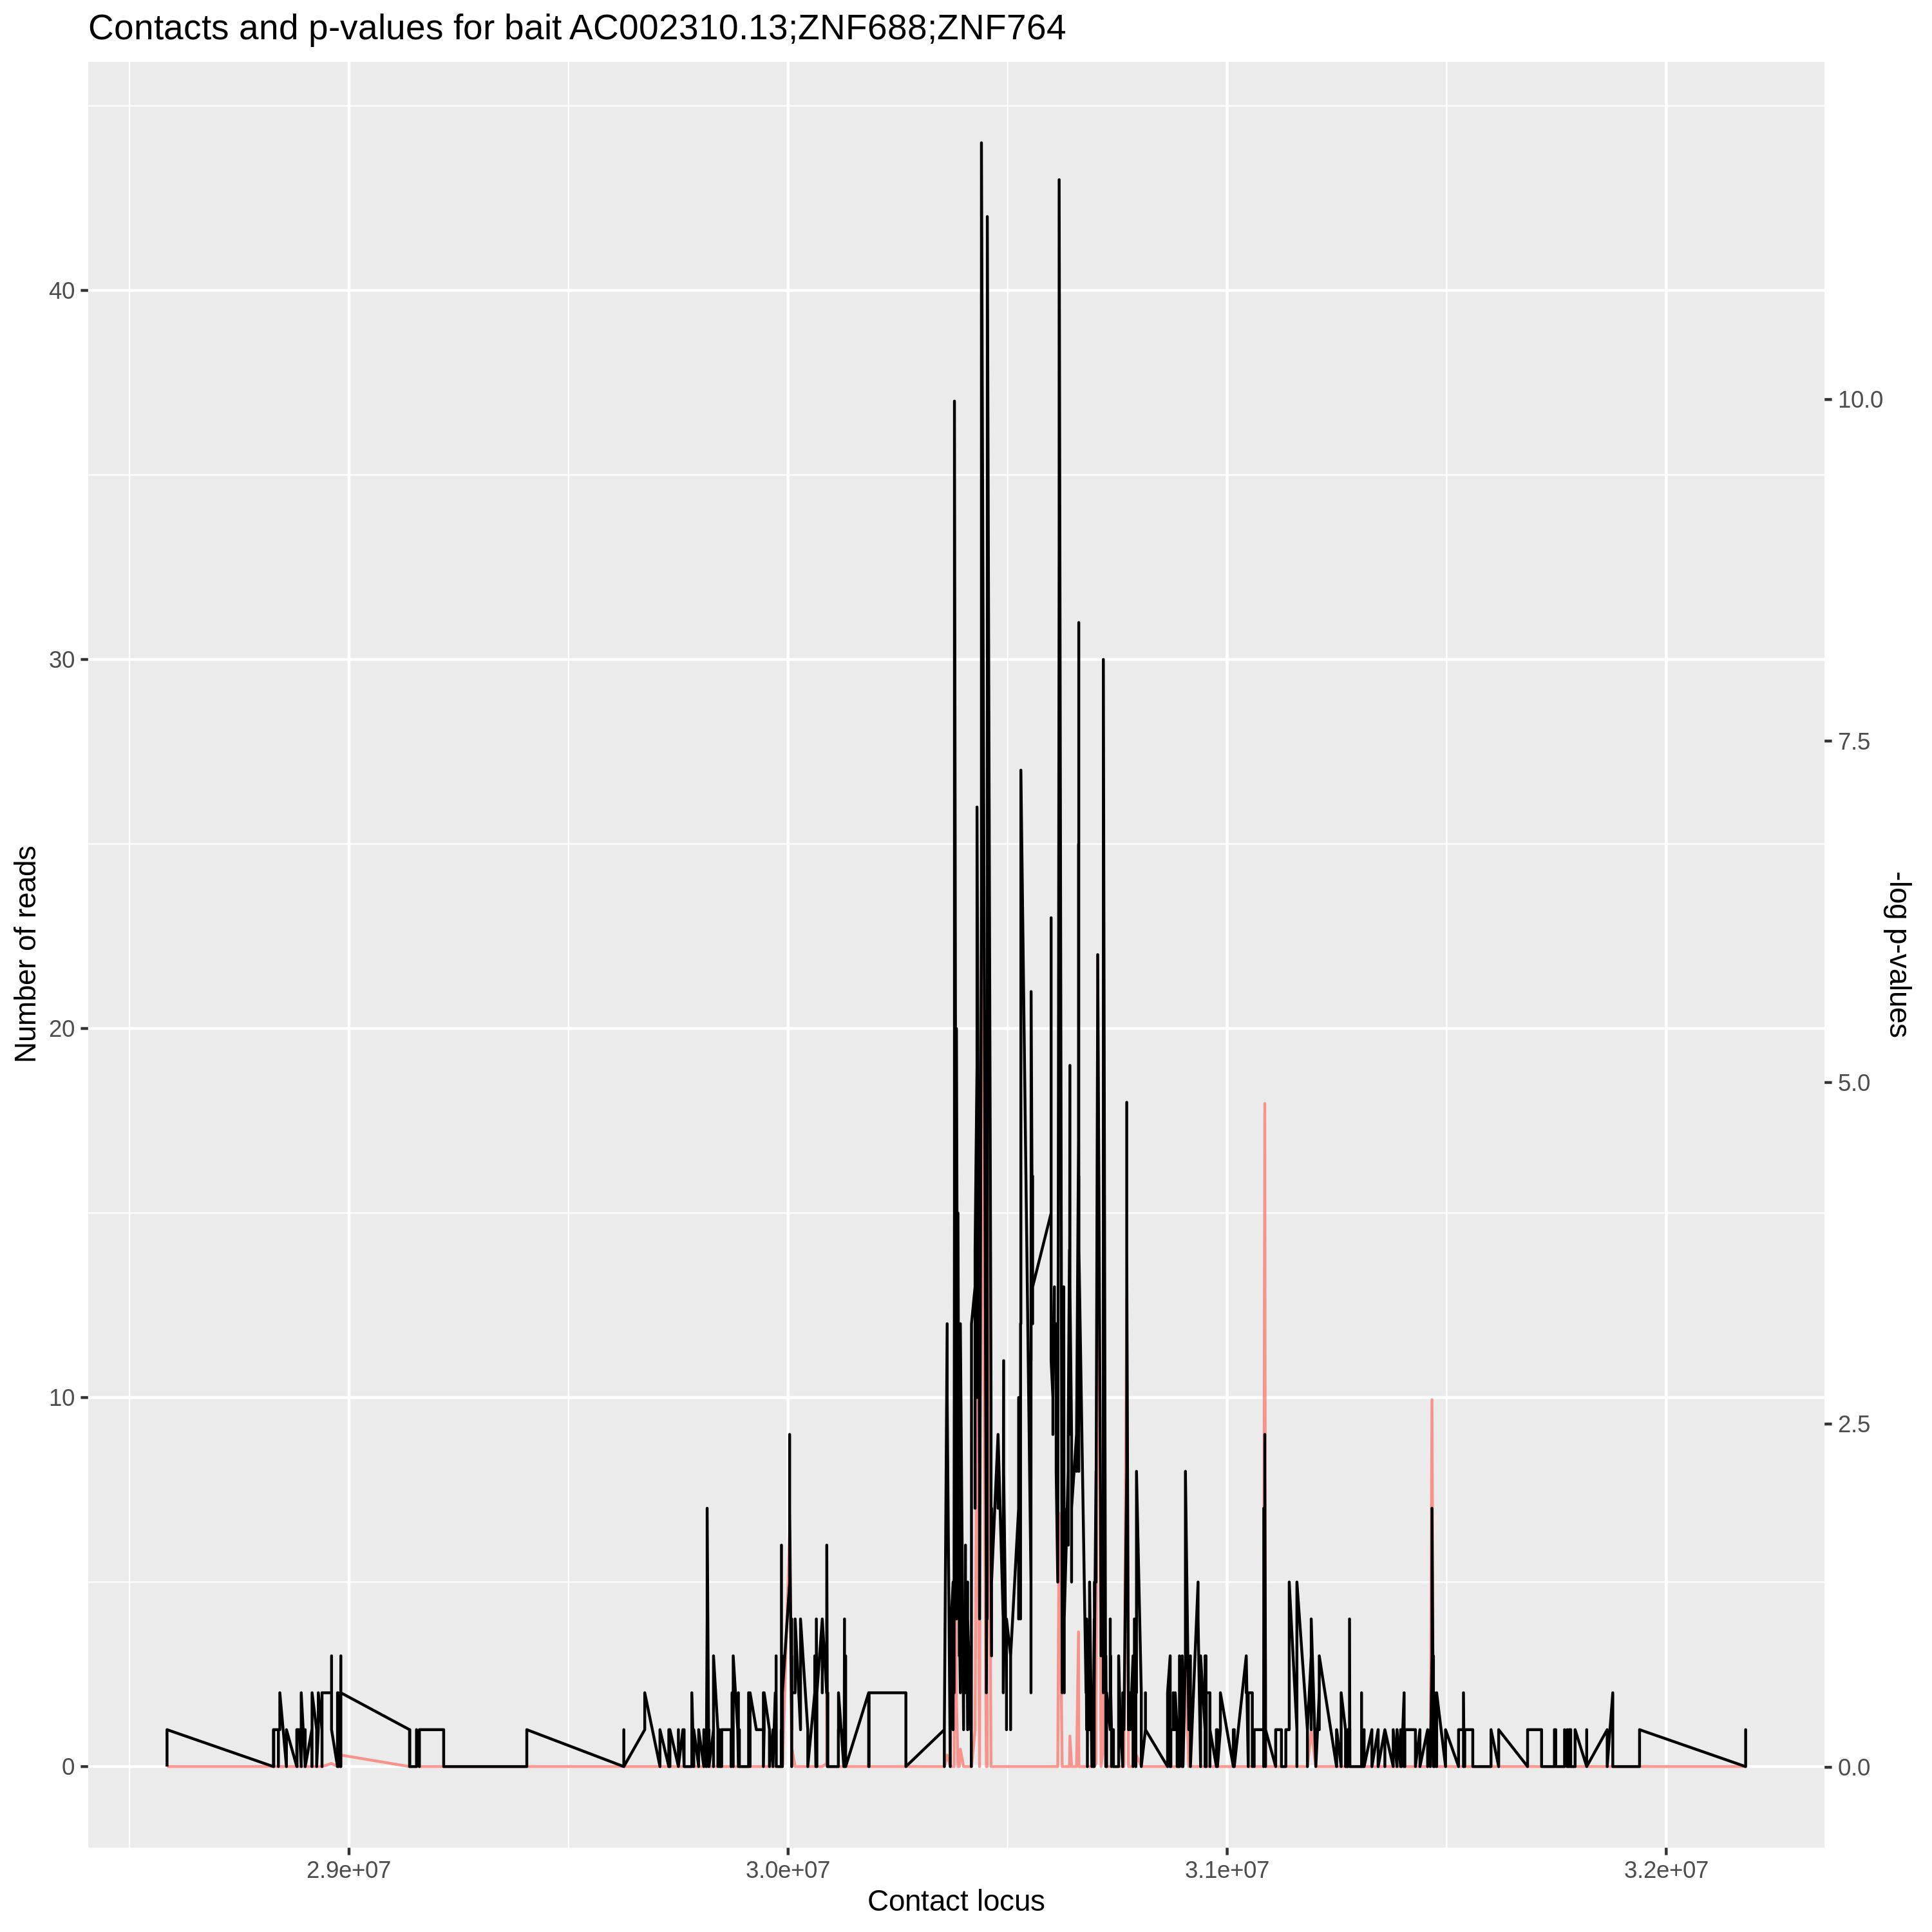 Contacts and p-values for bait AC002310.13;ZNF688;ZNF764
40
30
20
10
0
Number of reads
10.0
7.5
5.0
2.5
0.0
-log p-values
2.9e+07
3.0e+07
3.1e+07
3.2e+07
Contact locus